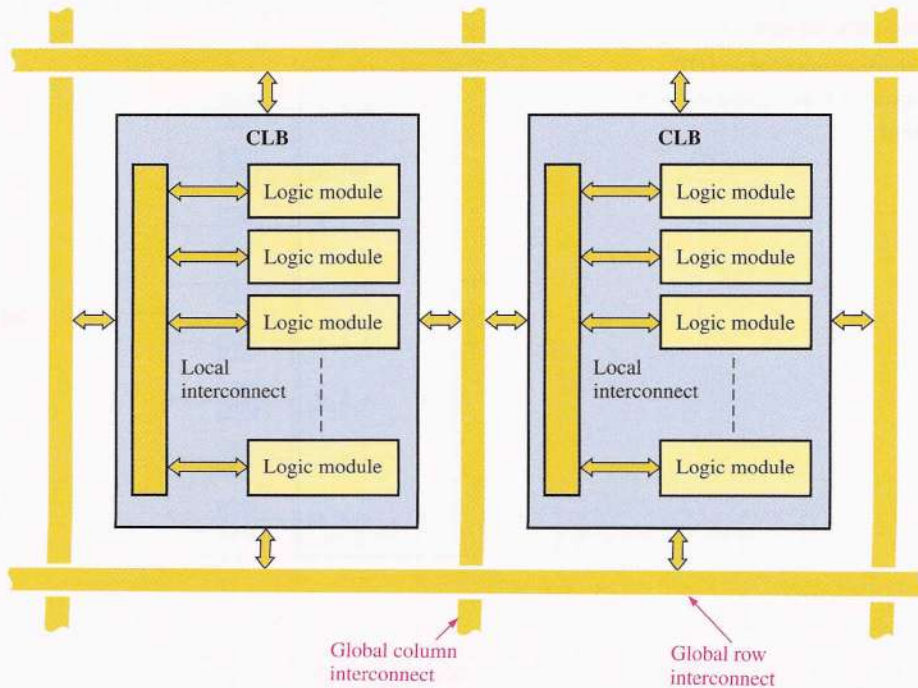 CLB
Logic module
Logic module
Logic module
Local
interconnect
Logic module
CLB
Logic module
Logic module
Logic module
Local
interconnect
Logic module
Global column
interconnect
Global row
interconnect